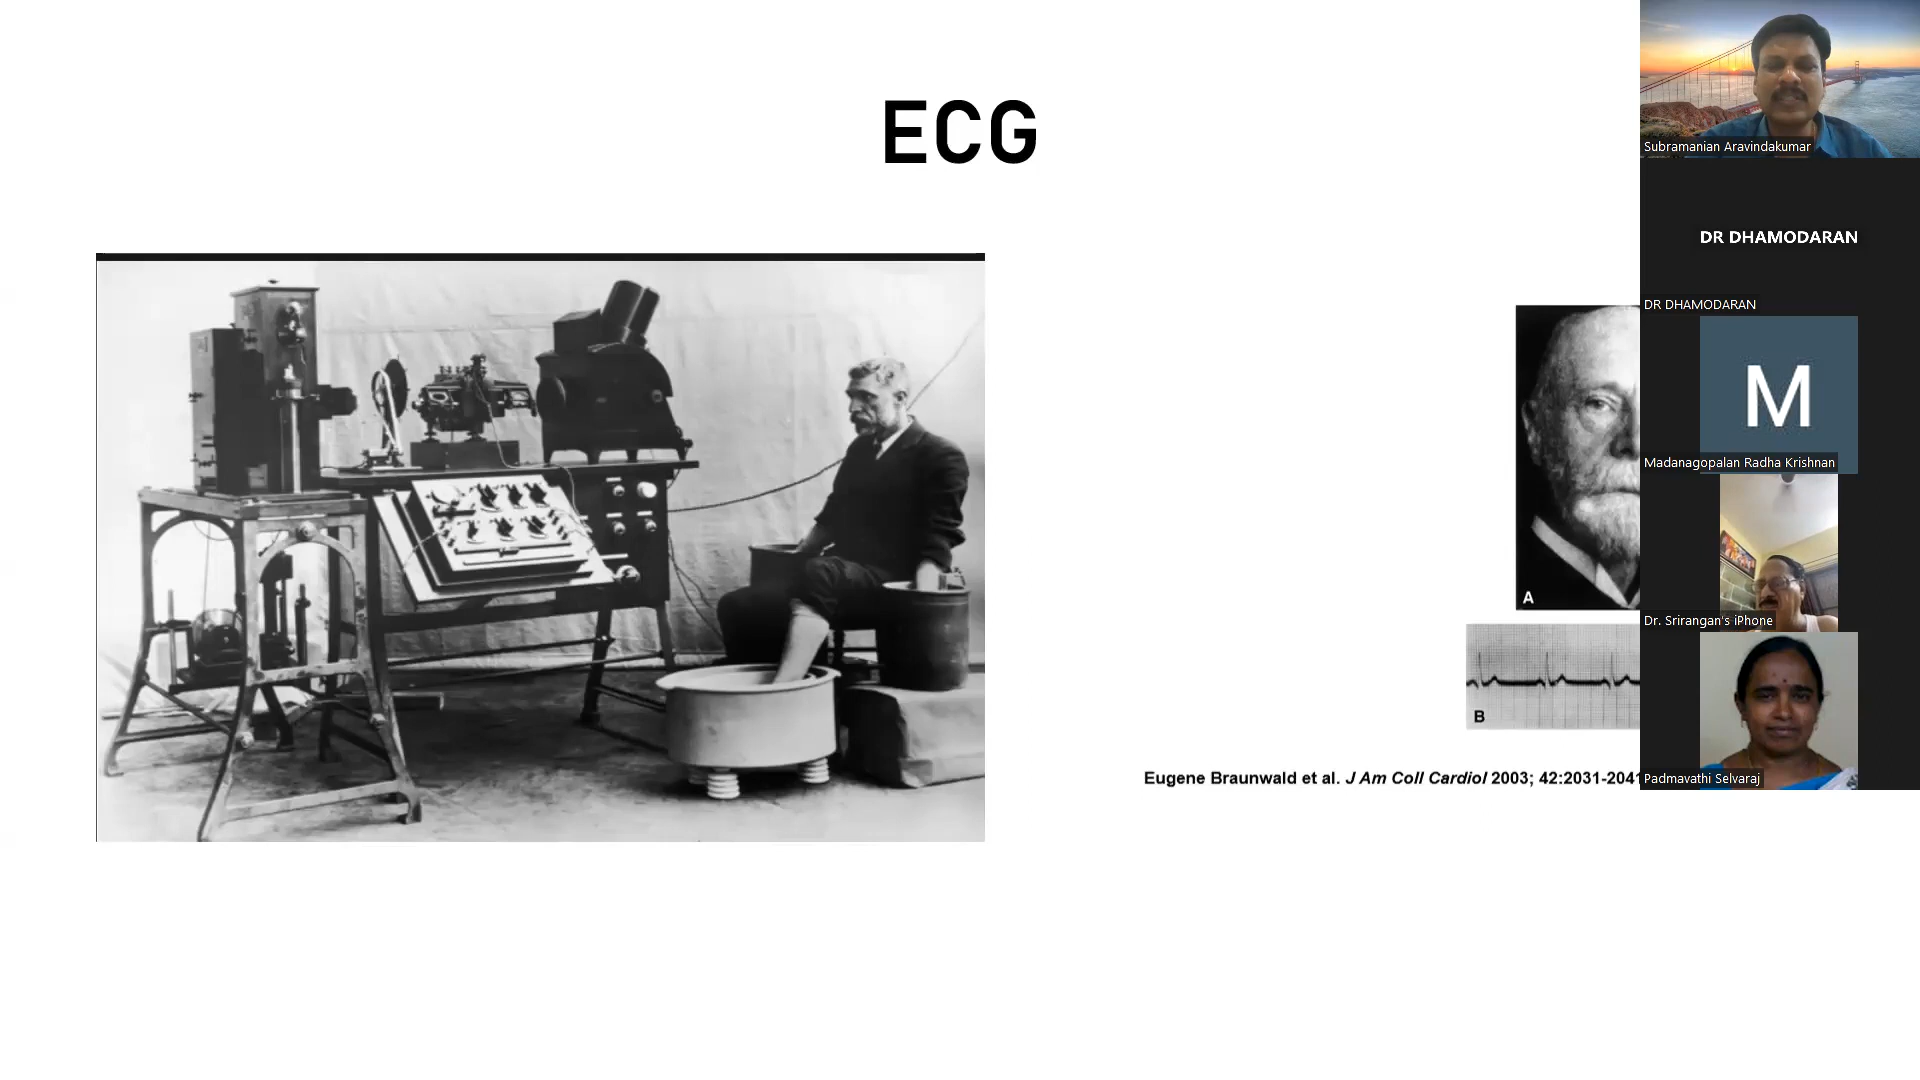 ECG
A
B
Eugene Braunwald et al. J Am Coll Cardiol 2003; 42:2031-2041
Subramanian Aravindakumar
DR DHAMODARAN
DR DHAMODARAN
M
Madanagopalan Radha Krishnan
Dr. Srirangan's iPhone
Padmavathi Selvaraj